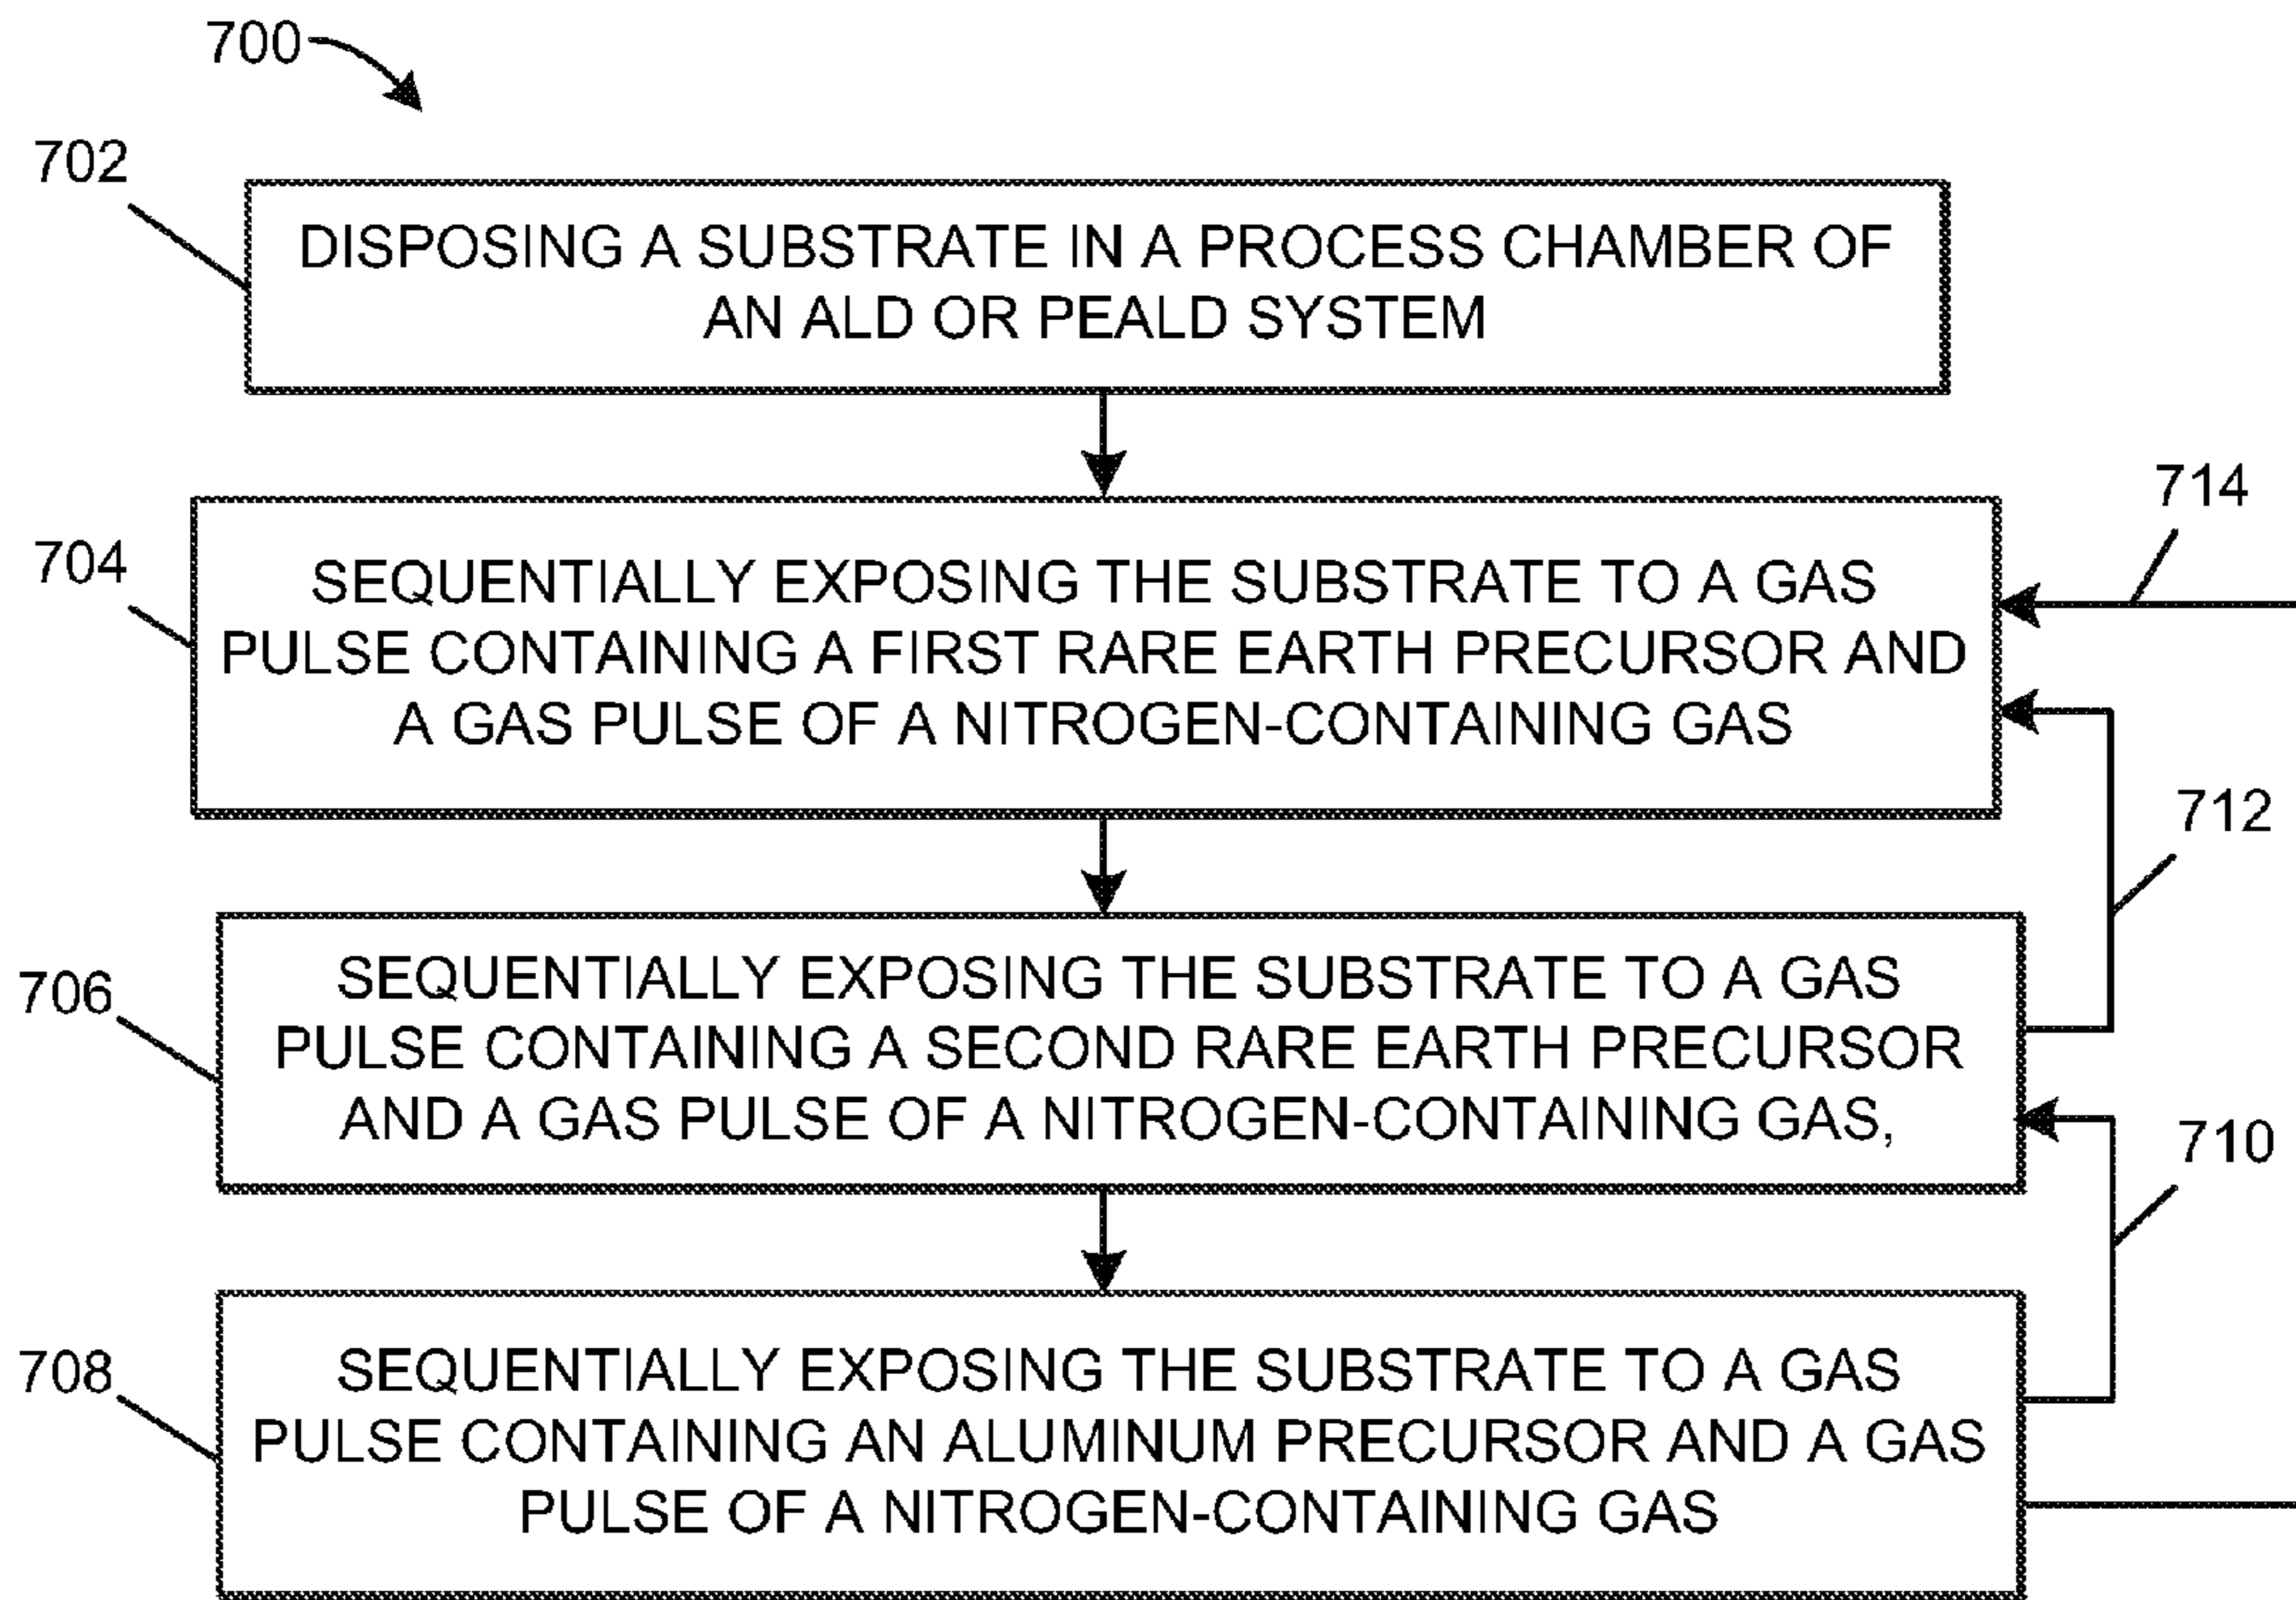 700
702
DISPOSING A SUBSTRATE IN A PROCESS CHAMBER OF
AN ALD OR PEALD SYSTEM
714
704
SEQUENTIALLY EXPOSING THE SUBSTRATE TO A GAS
PULSE CONTAINING A FIRST RARE EARTH PRECURSOR AND
A GAS PULSE OF A NITROGEN-CONTAINING GAS
712
706
SEQUENTIALLY EXPOSING THE SUBSTRATE TO A GAS
PULSE CONTAINING A SECOND RARE EARTH PRECURSOR
AND A GAS PULSE OF A NITROGEN-CONTAINING GAS,
710
708
SEQUENTIALLY EXPOSING THE SUBSTRATE TO A GAS
PULSE CONTAINING AN ALUMINUM PRECURSOR AND A GAS
PULSE OF A NITROGEN-CONTAINING GAS